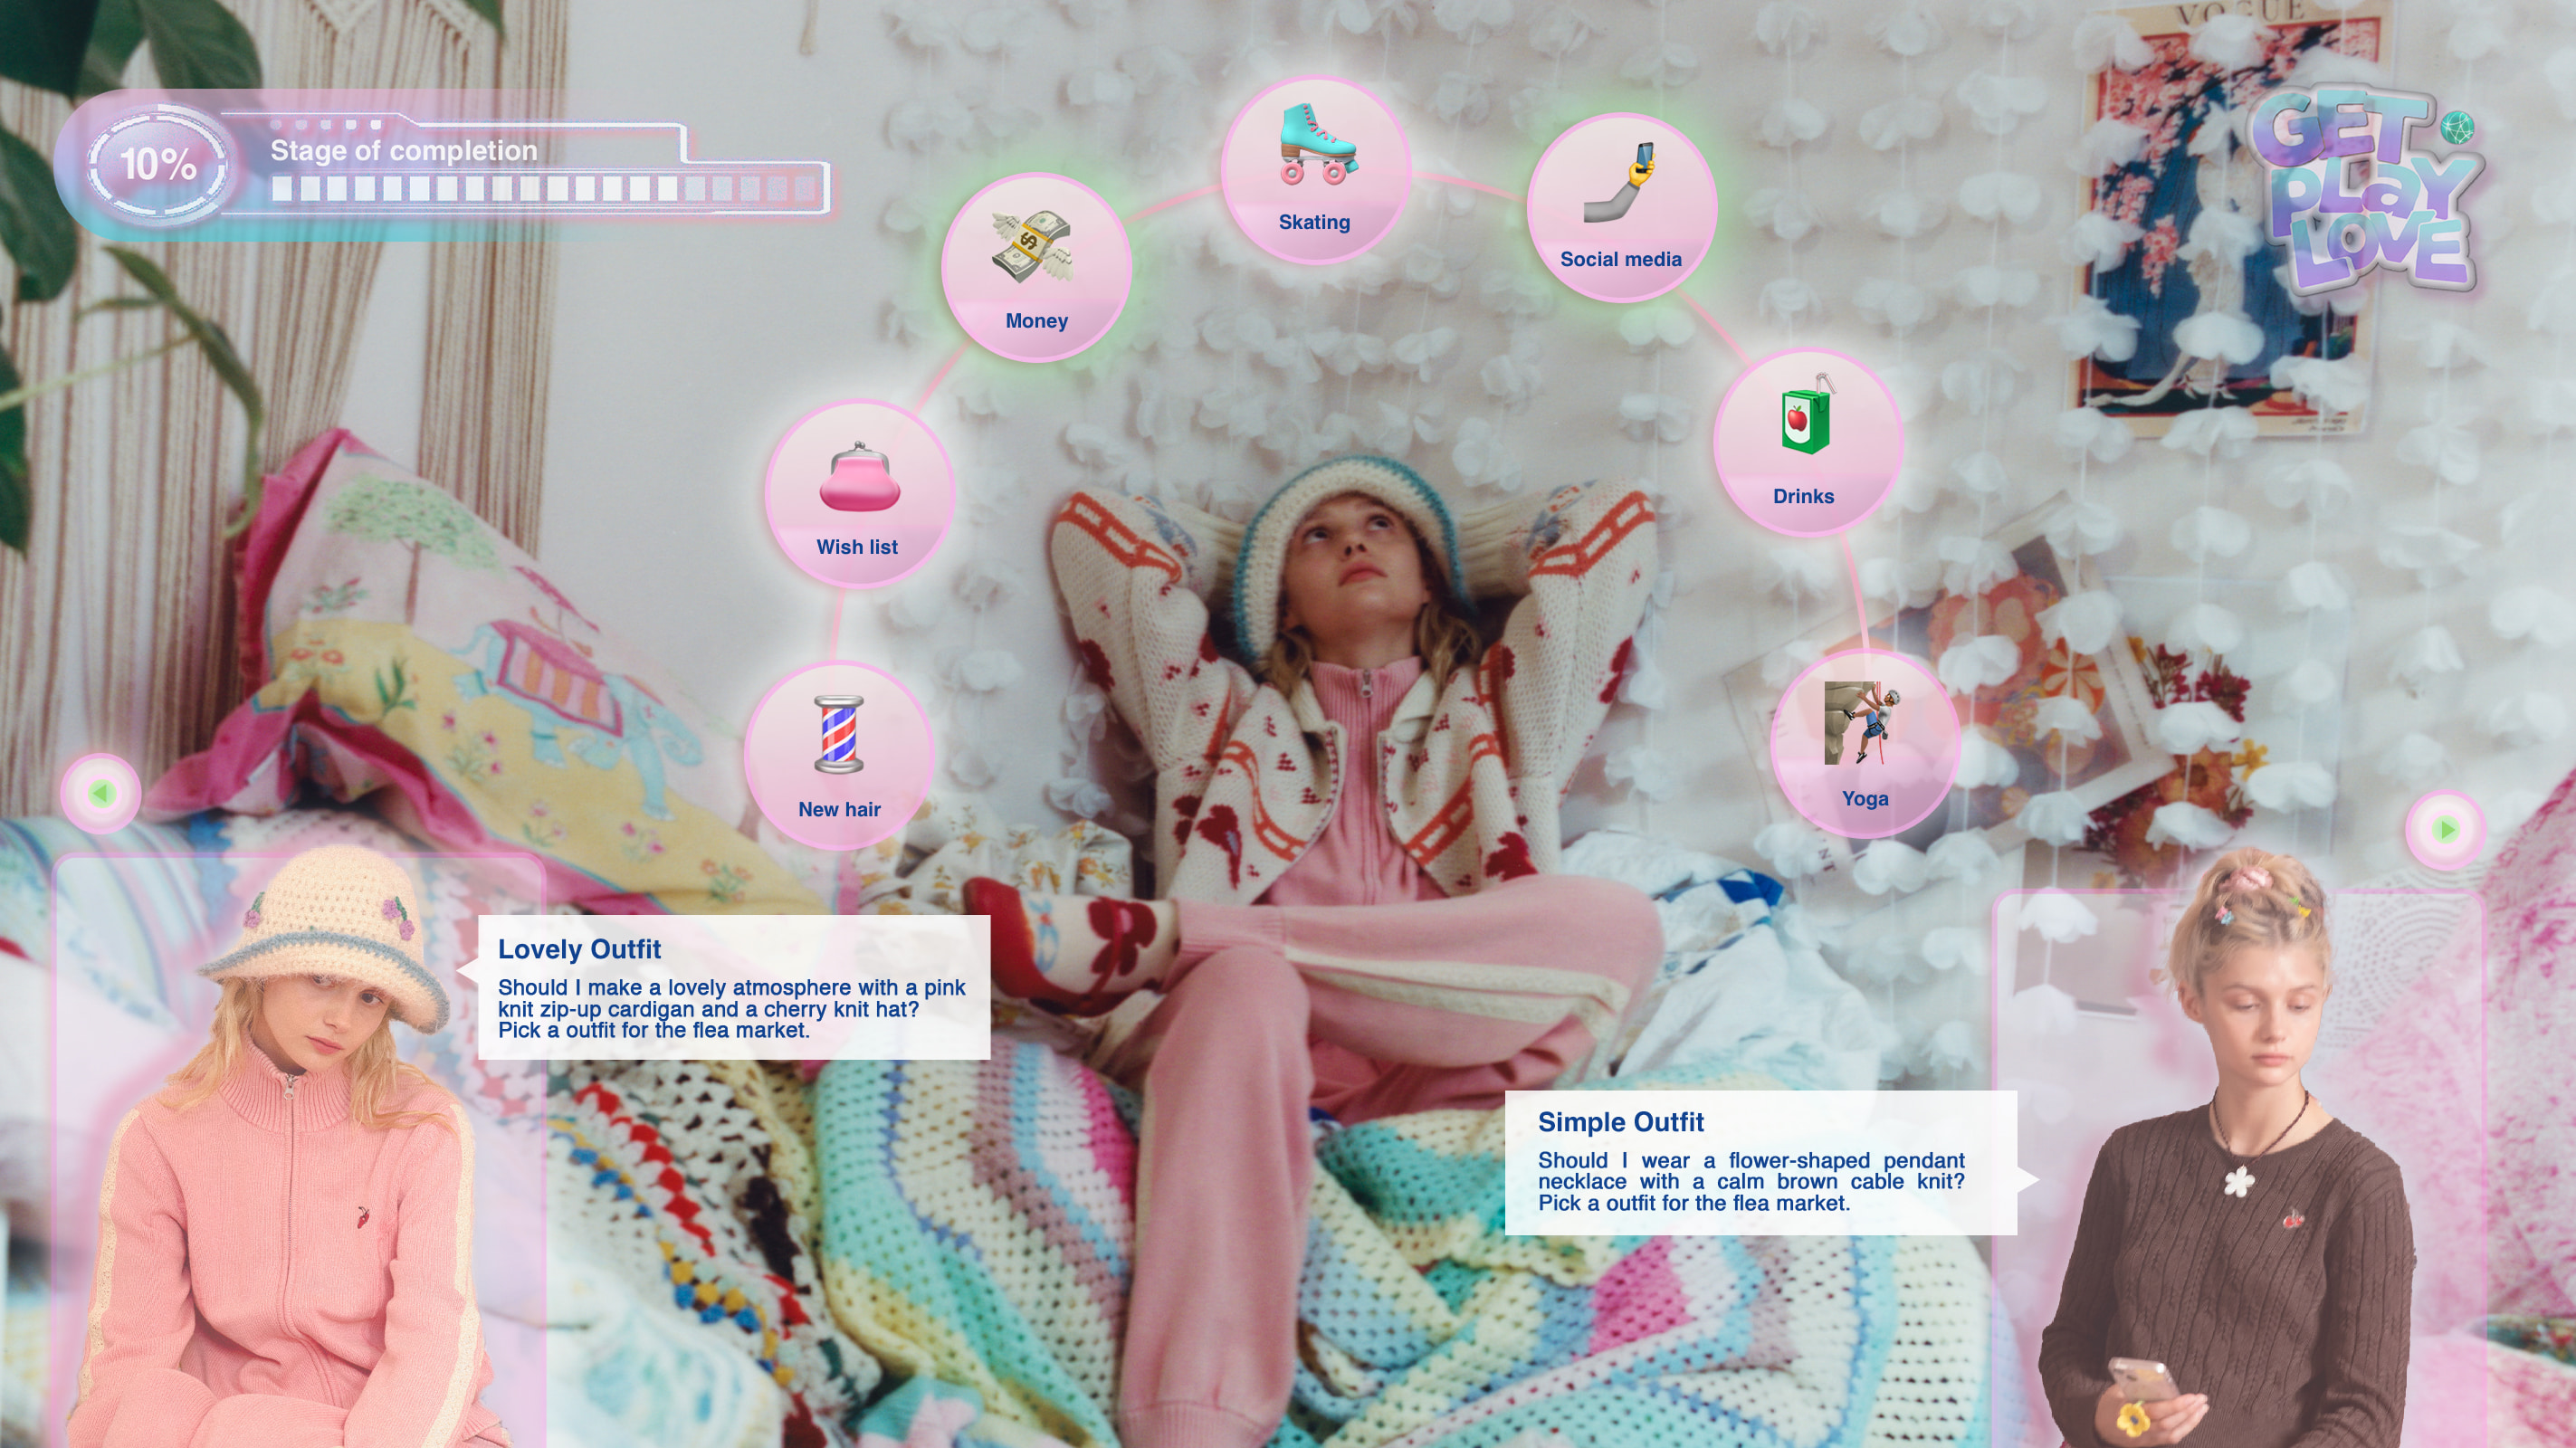 VOGUE
GET
PLaY
LOVE
10%
Stage of completion
Skating
Social media
Money
Drinks
Wish list
Yoga
New hair
Lovely Outfit
Should I make a lovely atmosphere with a pink
knit zip-up cardigan and a cherry knit hat?
Pick a outfit for the flea market.
Simple Outfit
Should I wear a flower-shaped pendant
necklace with a calm brown cable knit?
Pick a outfit for the flea market.